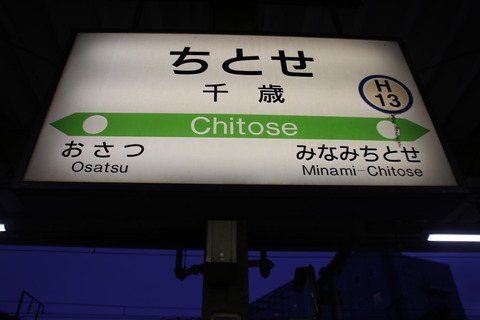 ちとせ
千歳
H
13
Chitose
おさつ
Osatsu
みなみちとせ
Minami-Chitose